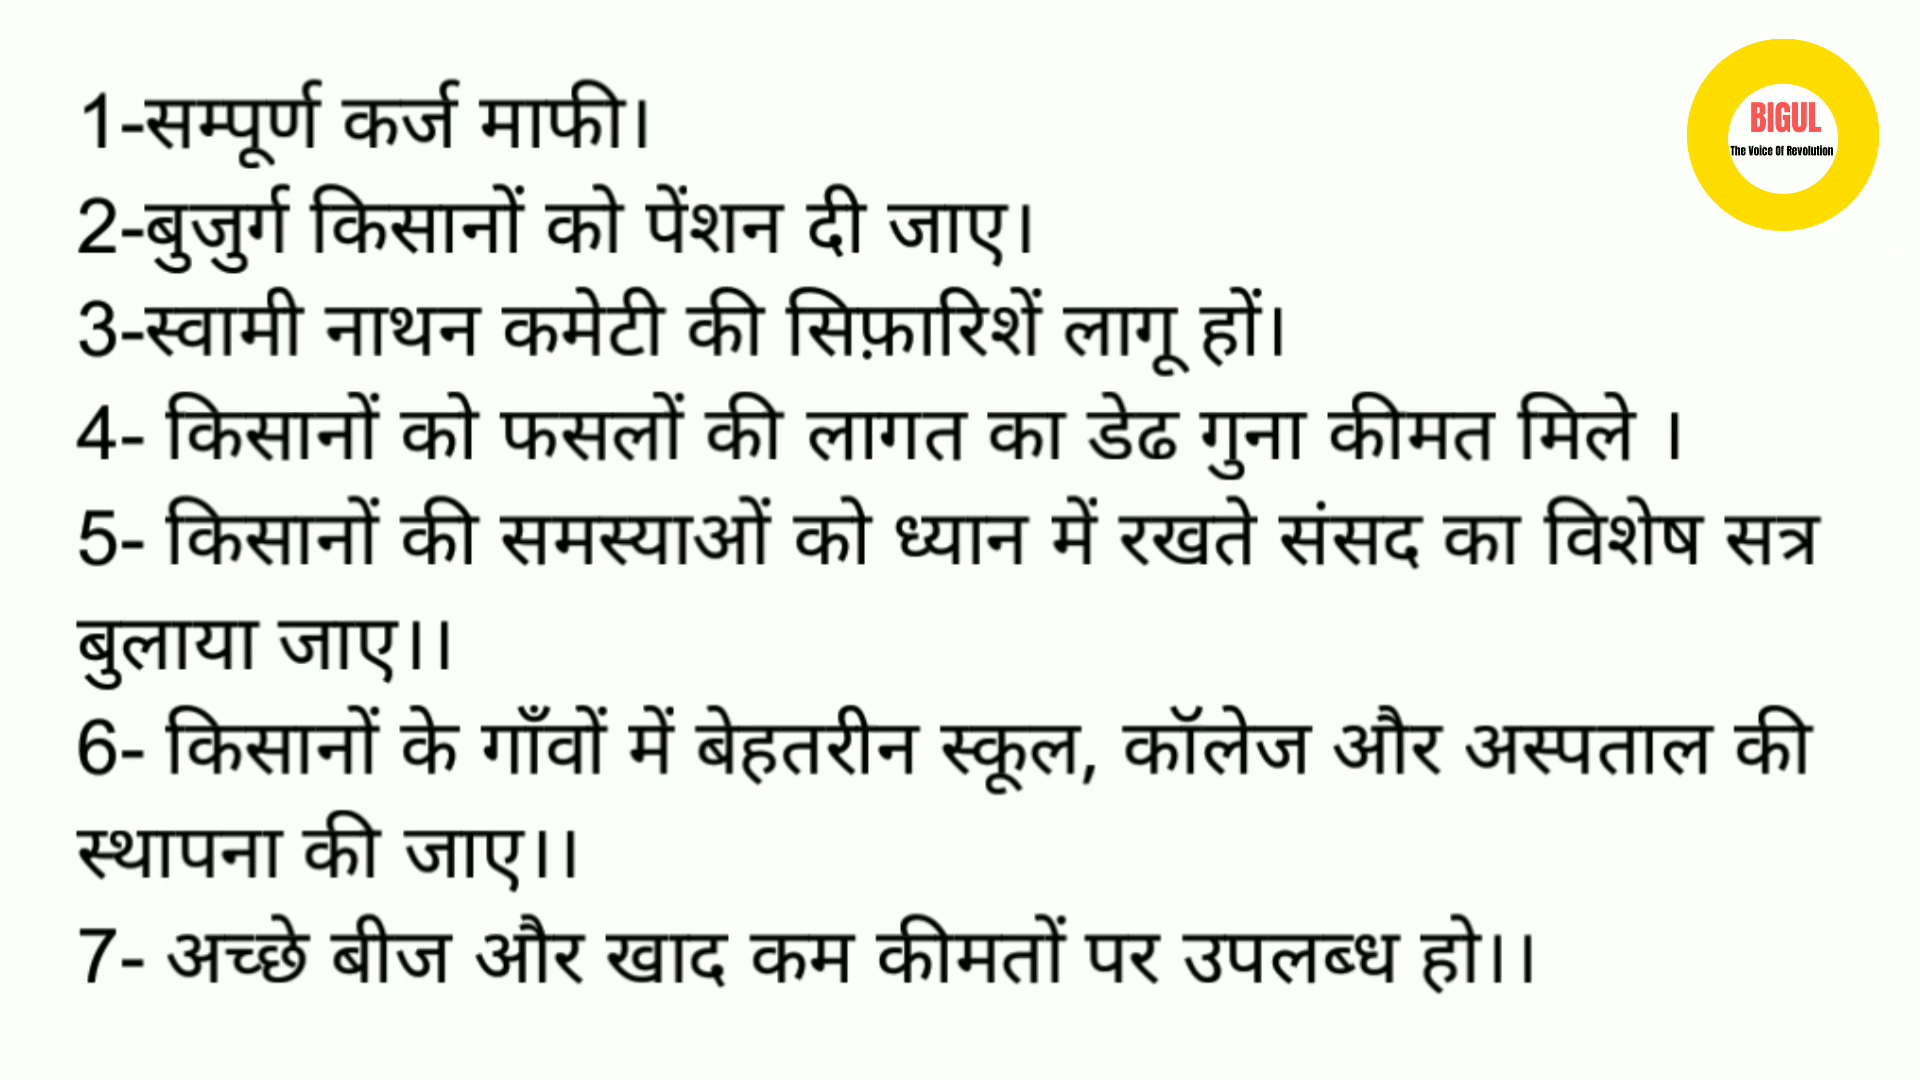 1-सम्पूर्ण कर्ज माफी।
2-बुजुर्ग किसानों को पेंशन दी जाए।
3-स्वामी नाथन कमेटी की सिफ़ारिशें लागू हों।
4- किसानों को फसलों की लागत का डेढ गुना कीमत मिले ।
5- किसानों की समस्याओं को ध्यान में रखते संसद का विशेष सत्र
बुलाया जाए।।
6- किसानों के गाँवों में बेहतरीन स्कूल, कॉलेज और अस्पताल की
स्थापना की जाए।।
7- अच्छे बीज और खाद कम कीमतों पर उपलब्ध हो।।
BIGUL
The Voice Of Revolution